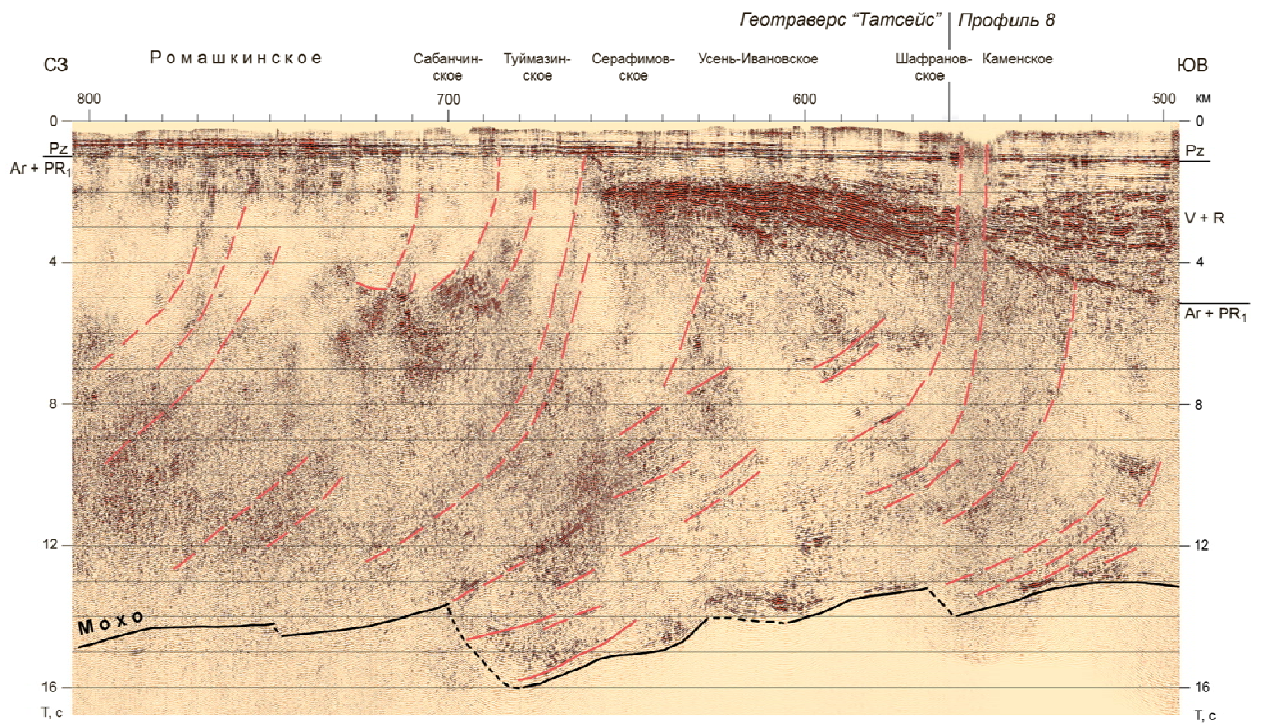 Геотраверс “Татсейс” Профиль 8
СЗ Ромашкинское Сабанчин-
ское Туймазин-
ское Серафимов-
ское Усень-Ивановское Шафранов-
ское Каменское ЮВ
800 700 600 500 км
0 0
Pz Pz
Ar + PR1
V + R
4 4
Ar + PR1
8 8
12 12
Мохо
16 16
Т, с Т, с